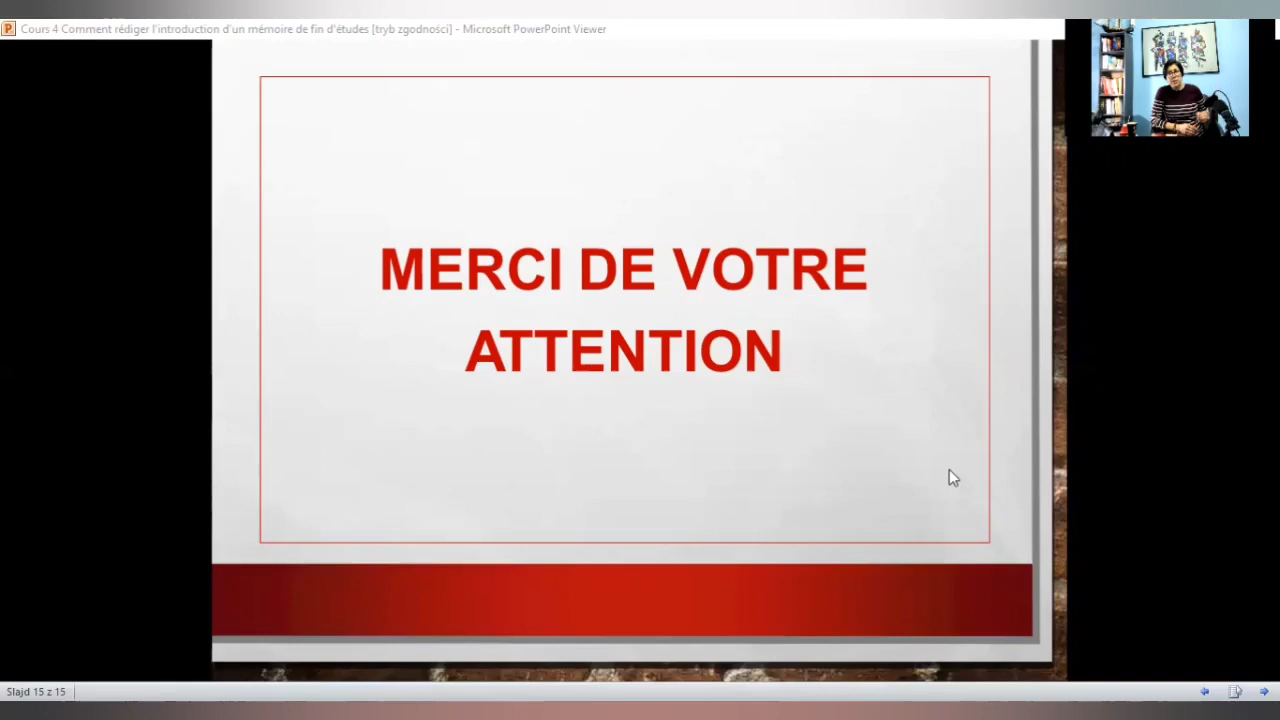 Cours 4 Comment rédiger l'introduction d'un mémoire de fin d'études [tryb zgodności] - Microsoft PowerPoint Viewer
MERCI DE VOTRE
ATTENTION
Slajd 15 z 15